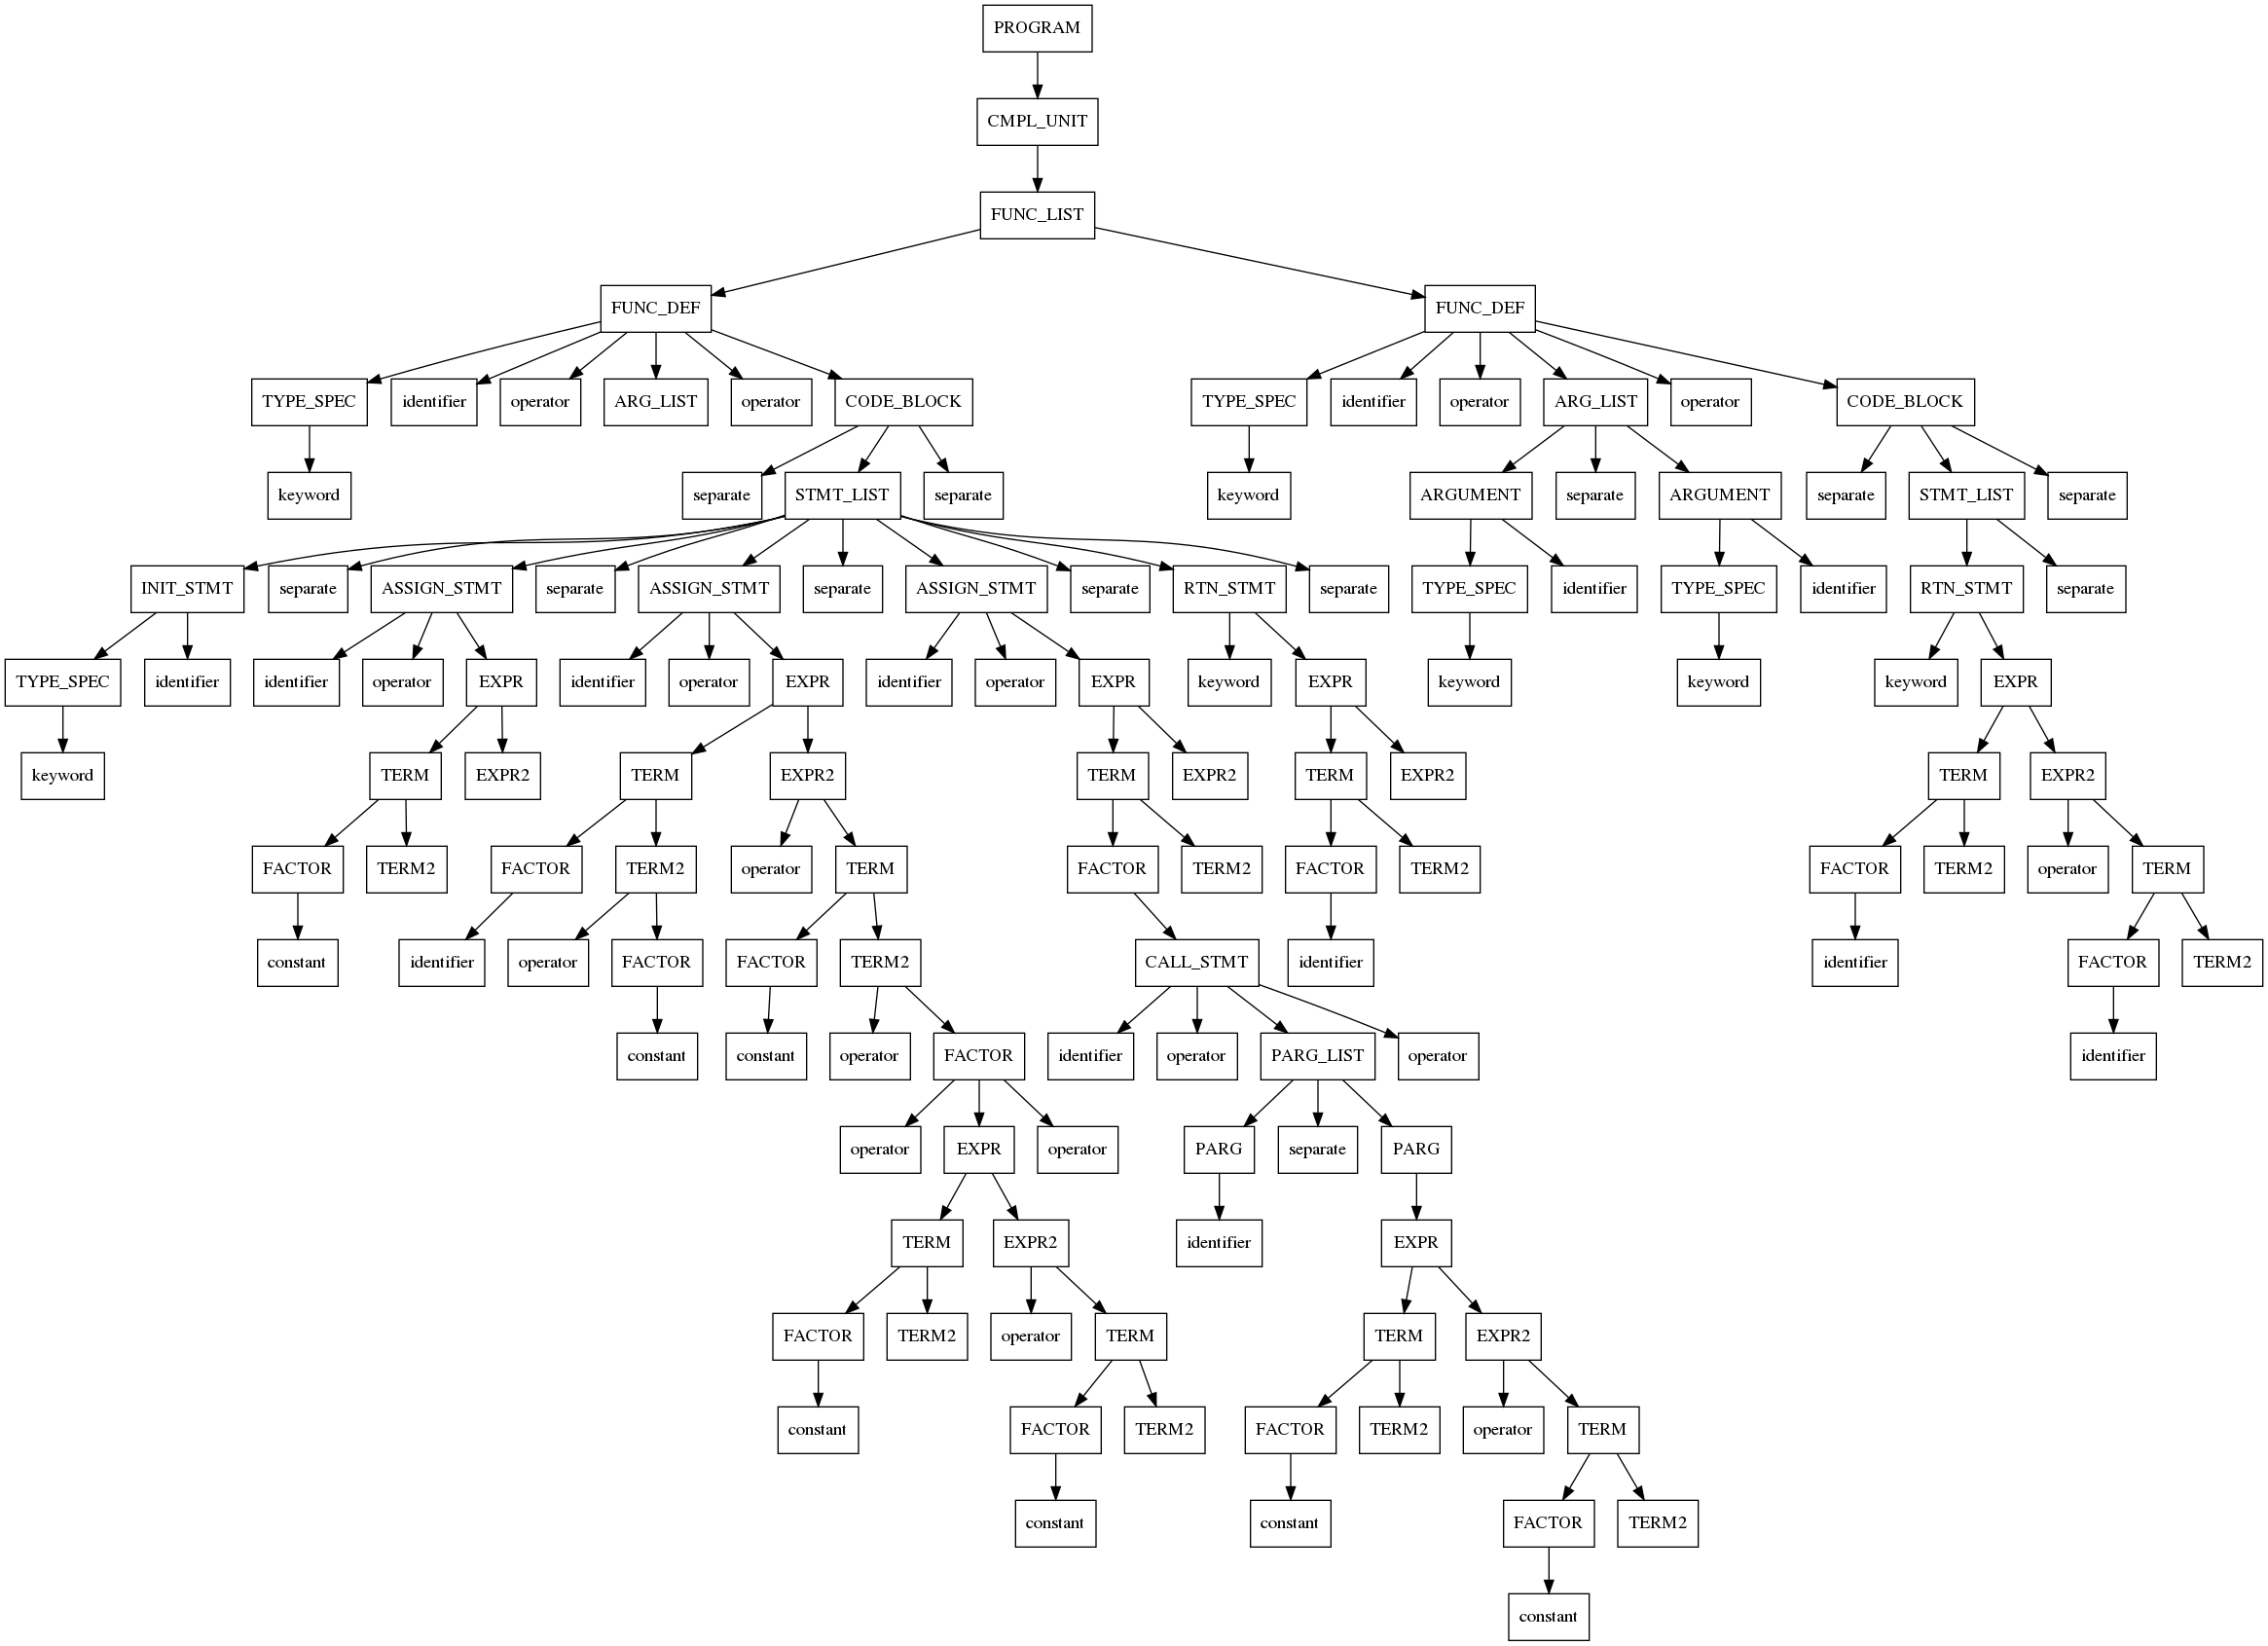 PROGRAM
CMPL_UNIT
FUNC_LIST
FUNC_DEF FUNC_DEF
TYPE_SPEC identifier operator ARG_LIST operator CODE_BLOCK TYPE_SPEC identifier operator ARG_LIST operator CODE_BLOCK
keyword separate STMT_LIST separate keyword ARGUMENT separate ARGUMENT separate STMT_LIST separate
INIT_STMT separate ASSIGN_STMT separate ASSIGN_STMT separate ASSIGN_STMT separate RTN_STMT separate TYPE_SPEC identifier TYPE_SPEC identifier RTN_STMT separate
TYPE_SPEC identifier identifier operator EXPR identifier operator EXPR identifier operator EXPR keyword EXPR keyword keyword keyword EXPR
keyword TERM EXPR2 TERM EXPR2 TERM EXPR2 TERM EXPR2 TERM EXPR2
FACTOR TERM2 FACTOR TERM2 operator TERM FACTOR TERM2 FACTOR TERM2 FACTOR TERM2 operator TERM
constant identifier operator FACTOR FACTOR TERM2 CALL_STMT identifier identifier FACTOR TERM2
constant constant operator FACTOR identifier operator PARG_LIST operator identifier
operator EXPR operator PARG separate PARG
TERM EXPR2 identifier EXPR
FACTOR TERM2 operator TERM TERM EXPR2
constant FACTOR TERM2 FACTOR TERM2 operator TERM
constant constant FACTOR TERM2
constant